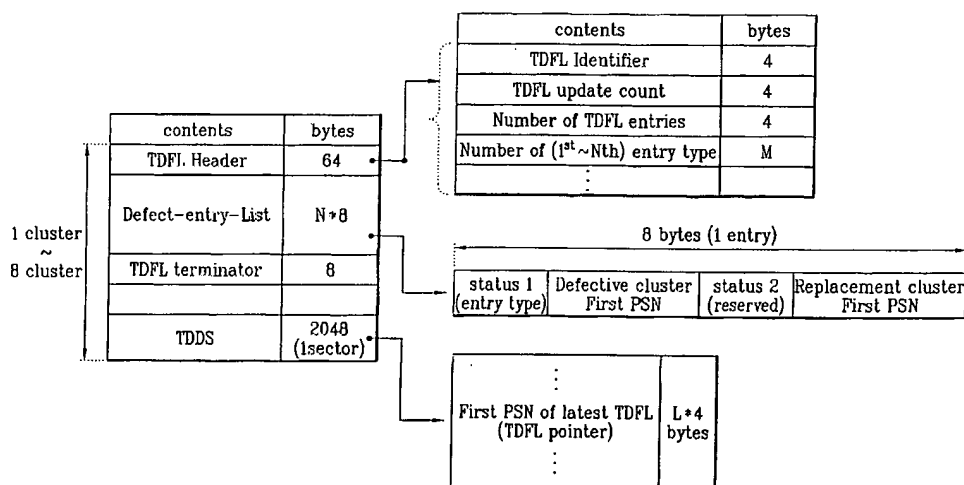 contents bytes
TDFL Identifier 4
TDFL update count 4
Number of TDFL entries 4
Number of (1st~Nth) entry type M
contents bytes
TDFL Header 64
Defect-entry-List N*8
TDFL terminator 8
TDDS 2048
(1sector)
1 cluster
~
8 cluster
8 bytes (1 entry)
status 1
(entry type)
Defective cluster
First PSN
status 2
(reserved)
Replacement cluster
First PSN
First PSN of latest TDFL
(TDFL pointer)
L*4
bytes